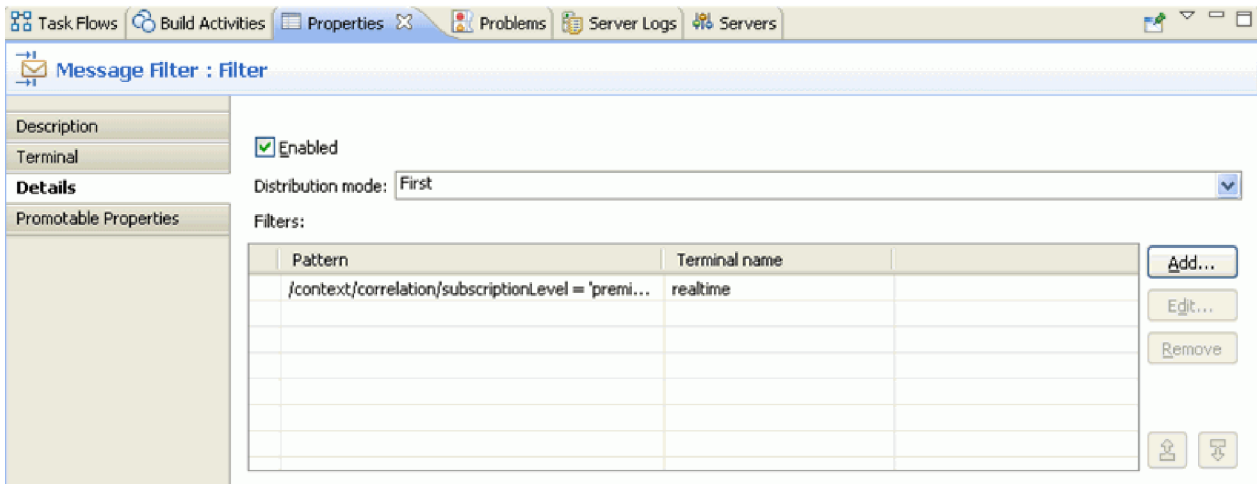 Task Flows Build Activities Properties Problems Server Logs Servers
Message Filter : Filter
Description
Terminal
Details
Promotable Properties
Enabled
Distribution mode: First
Filters:
Pattern Terminal name
/context/correlation/subscriptionLevel = 'premi... realtime
Add...
Edit...
Remove